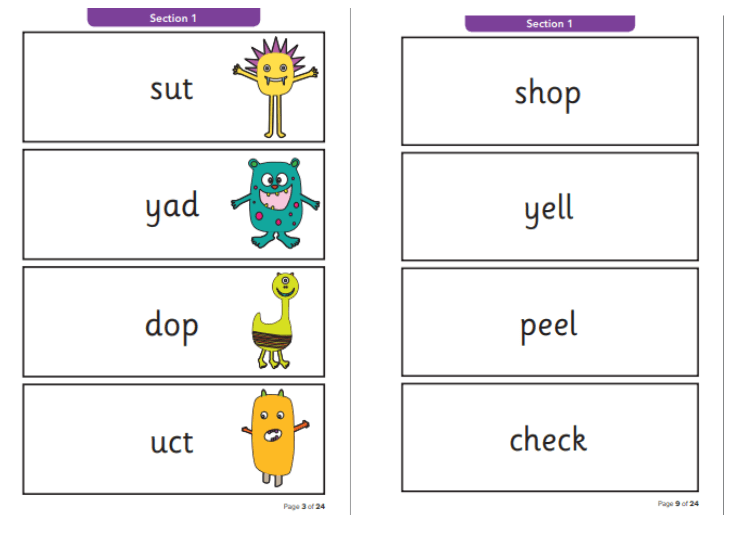 Section 1
sut
yad
dop
uct
Page 3 of 24
Section 1
shop
yell
peel
check
Page 9 of 24